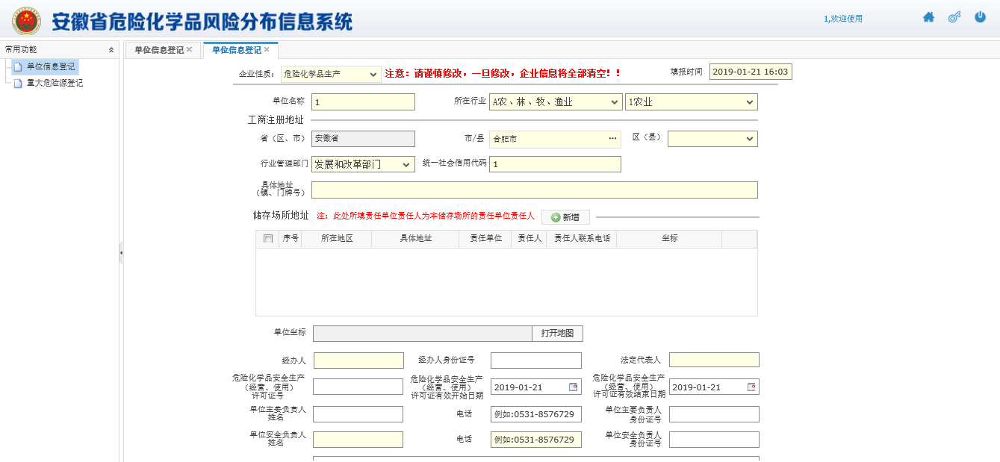 安徽省危险化学品风险分布信息系统
1,欢迎使用
常用功能
单位信息登记
重大危险源登记
单位信息登记 单位信息登记
企业性质： 危险化学品生产 注意：请谨慎修改，一旦修改，企业信息将全部清空！！ 填报时间 2019-01-21 16:03
单位名称 1 所在行业 A农、林、牧、渔业 1农业
工商注册地址
省（区、市） 安徽省 市/县 合肥市 ... 区（县）
行业管理部门 发展和改革部门 统一社会信用代码 1
具体地址
（镇、门牌号）
储存场所地址 注：此处所填责任单位责任人为本储存场所的责任单位责任人 新增
序号 所在地区 具体地址 责任单位 责任人 责任人联系电话 坐标
单位坐标 打开地图
经办人 经办人身份证号 法定代表人
危险化学品安全生产
（经营、使用）
许可证号
危险化学品安全生产
（经营、使用）
许可证有效开始日期 2019-01-21
危险化学品安全生产
（经营、使用）
许可证有效结束日期 2019-01-21
单位主要负责人
姓名
电话 例如:0531-8576729
单位主要负责人
身份证号
单位安全负责人
姓名
电话 例如:0531-8576729
单位安全负责人
身份证号